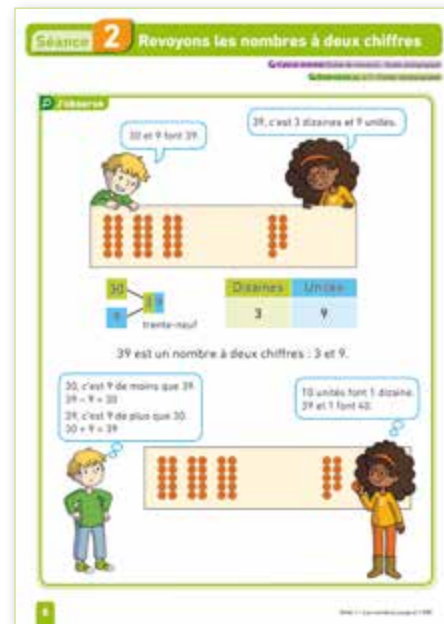 Séance 2 Revoyons les nombres à deux chiffres
J'observe
30 et 9 font 39.
39, c'est 3 dizaines et 9 unités.
30
9
39
trente-neuf
Dizaines Unités
3 9
39 est un nombre à deux chiffres : 3 et 9.
30, c'est 9 de moins que 39.
39 – 9 = 30
39, c'est 9 de plus que 30.
30 + 9 = 39
10 unités font 1 dizaine.
39 et 1 font 40.